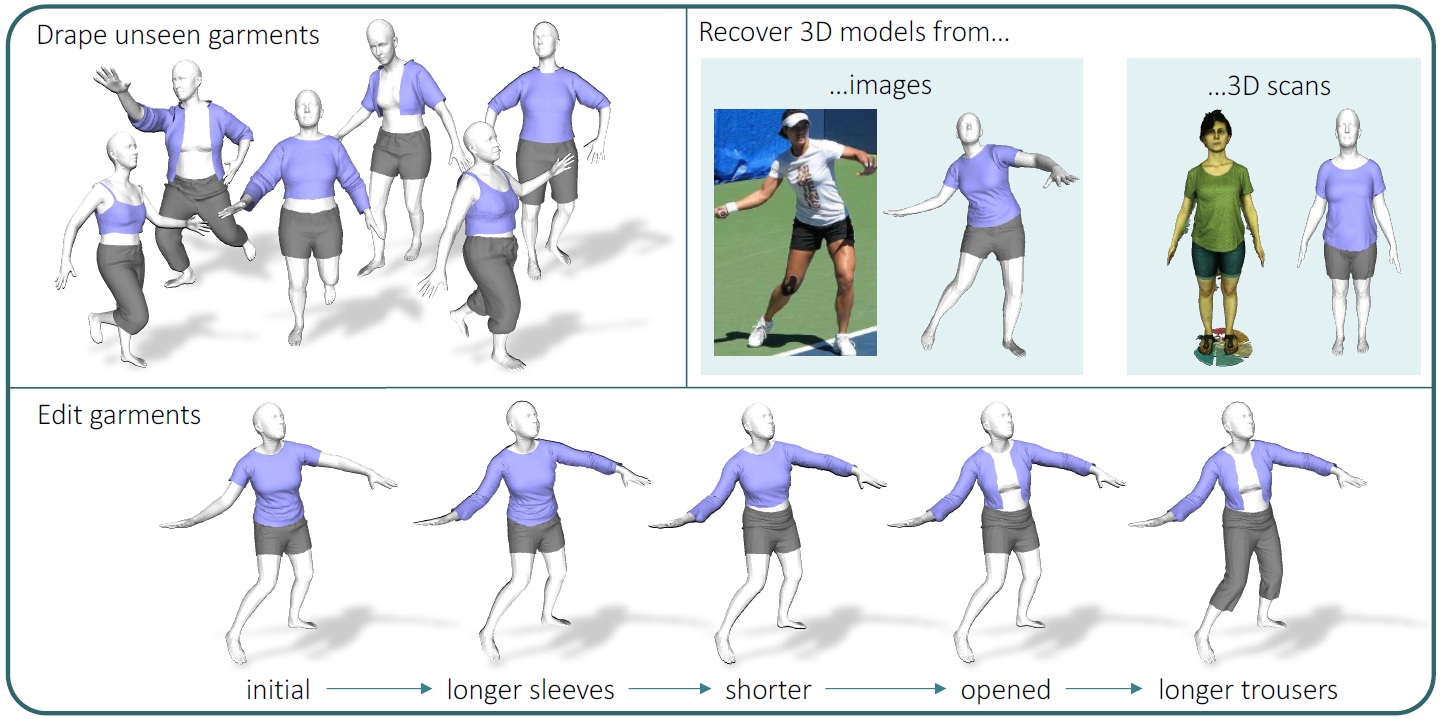 Drape unseen garments
Recover 3D models from...
...images
...3D scans
Edit garments
initial
longer sleeves
shorter
opened
longer trousers